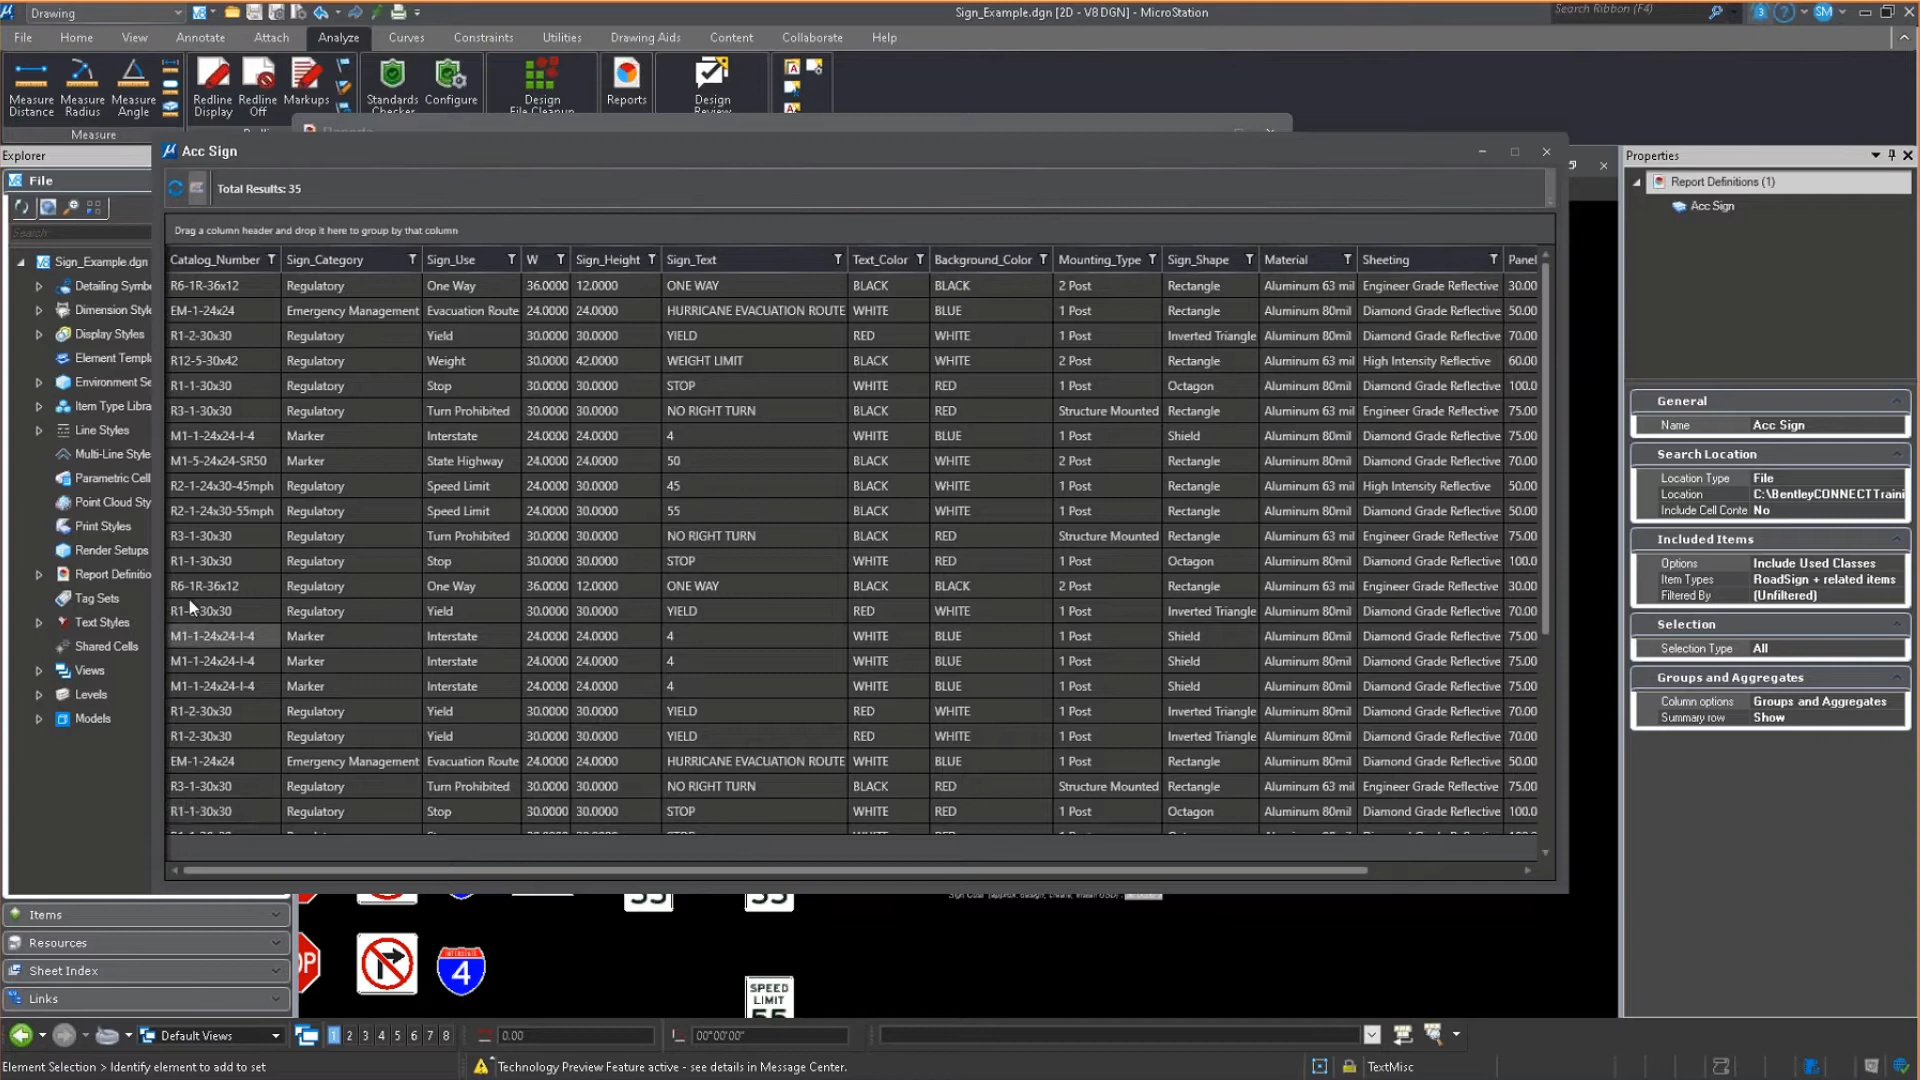 Drawing
Sign_Example.dgn [2D - V8 DGN] - MicroStation
Search Ribbon (F4)
3
SM
File Home View Annotate Attach Analyze Curves Constraints Utilities Drawing Aids Content Collaborate Help
Measure Distance
Measure Radius
Measure Angle
Redline Display
Redline Off
Markups
Standards Checker
Configure
Design File Cleanup
Reports
Design Review
Measure
Explorer
File
Search
Sign_Example.dgn
Detailing Symb
Dimension Style
Display Styles
Element Templ
Environment Se
Item Type Libra
Line Styles
Multi-Line Style
Parametric Cell
Point Cloud Sty
Print Styles
Render Setups
Report Definitio
Tag Sets
Text Styles
Shared Cells
Views
Levels
Models
Items
Resources
Sheet Index
Links
Acc Sign
Total Results: 35
Drag a column header and drop it here to group by that column
Catalog_Number Sign_Category Sign_Use W Sign_Height Sign_Text Text_Color Background_Color Mounting_Type Sign_Shape Material Sheeting Panel
R6-1R-36x12 Regulatory One Way 36.0000 12.0000 ONE WAY BLACK BLACK 2 Post Rectangle Aluminum 63 mil Engineer Grade Reflective 30.00
EM-1-24x24 Emergency Management Evacuation Route 24.0000 24.0000 HURRICANE EVACUATION ROUTE WHITE BLUE 1 Post Rectangle Aluminum 80mil Diamond Grade Reflective 50.00
R1-2-30x30 Regulatory Yield 30.0000 30.0000 YIELD RED WHITE 1 Post Inverted Triangle Aluminum 80mil Diamond Grade Reflective 70.00
R12-5-30x42 Regulatory Weight 30.0000 42.0000 WEIGHT LIMIT BLACK WHITE 2 Post Rectangle Aluminum 63 mil High Intensity Reflective 60.00
R1-1-30x30 Regulatory Stop 30.0000 30.0000 STOP WHITE RED 1 Post Octagon Aluminum 80mil Diamond Grade Reflective 100.0
R3-1-30x30 Regulatory Turn Prohibited 30.0000 30.0000 NO RIGHT TURN BLACK RED Structure Mounted Rectangle Aluminum 63 mil Engineer Grade Reflective 75.00
M1-1-24x24-I-4 Marker Interstate 24.0000 24.0000 4 WHITE BLUE 1 Post Shield Aluminum 80mil Diamond Grade Reflective 75.00
M1-5-24x24-SR50 Marker State Highway 24.0000 24.0000 50 BLACK WHITE 2 Post Rectangle Aluminum 80mil Diamond Grade Reflective 70.00
R2-1-24x30-45mph Regulatory Speed Limit 24.0000 30.0000 45 BLACK WHITE 1 Post Rectangle Aluminum 80mil High Intensity Reflective 50.00
R2-1-24x30-55mph Regulatory Speed Limit 24.0000 30.0000 55 BLACK WHITE 1 Post Rectangle Aluminum 80mil Diamond Grade Reflective 50.00
R3-1-30x30 Regulatory Turn Prohibited 30.0000 30.0000 NO RIGHT TURN BLACK RED Structure Mounted Rectangle Aluminum 63 mil Engineer Grade Reflective 75.00
R1-1-30x30 Regulatory Stop 30.0000 30.0000 STOP WHITE RED 1 Post Octagon Aluminum 80mil Diamond Grade Reflective 100.0
R6-1R-36x12 Regulatory One Way 36.0000 12.0000 ONE WAY BLACK BLACK 2 Post Rectangle Aluminum 63 mil Engineer Grade Reflective 30.00
Regulatory Yield 30.0000 30.0000 YIELD RED WHITE 1 Post Inverted Triangle Aluminum 80mil Diamond Grade Reflective 70.00
M1-1-24x24-I-4 Marker Interstate 24.0000 24.0000 4 WHITE BLUE 1 Post Shield Aluminum 80mil Diamond Grade Reflective 75.00
M1-1-24x24-I-4 Marker Interstate 24.0000 24.0000 4 WHITE BLUE 1 Post Shield Aluminum 80mil Diamond Grade Reflective 75.00
M1-1-24x24-I-4 Marker Interstate 24.0000 24.0000 4 WHITE BLUE 1 Post Shield Aluminum 80mil Diamond Grade Reflective 75.00
R1-2-30x30 Regulatory Yield 30.0000 30.0000 YIELD RED WHITE 1 Post Inverted Triangle Aluminum 80mil Diamond Grade Reflective 70.00
R1-2-30x30 Regulatory Yield 30.0000 30.0000 YIELD RED WHITE 1 Post Inverted Triangle Aluminum 80mil Diamond Grade Reflective 70.00
EM-1-24x24 Emergency Management Evacuation Route 24.0000 24.0000 HURRICANE EVACUATION ROUTE WHITE BLUE 1 Post Rectangle Aluminum 80mil Diamond Grade Reflective 50.00
R3-1-30x30 Regulatory Turn Prohibited 30.0000 30.0000 NO RIGHT TURN BLACK RED Structure Mounted Rectangle Aluminum 63 mil Engineer Grade Reflective 75.00
R1-1-30x30 Regulatory Stop 30.0000 30.0000 STOP WHITE RED 1 Post Octagon Aluminum 80mil Diamond Grade Reflective 100.0
INTERSTATE
4
SPEED
LIMIT
55
Properties
Report Definitions (1)
Acc Sign
General
Name Acc Sign
Search Location
Location Type File
Location C:\BentleyCONNECTTraini
Include Cell Conte No
Included Items
Options Include Used Classes
Item Types RoadSign + related items
Filtered By (Unfiltered)
Selection
Selection Type All
Groups and Aggregates
Column options Groups and Aggregates
Summary row Show
Default Views
1 2 3 4 5 6 7 8
0.00
00°00'00"
Element Selection > Identify element to add to set
Technology Preview Feature active - see details in Message Center.
TextMisc